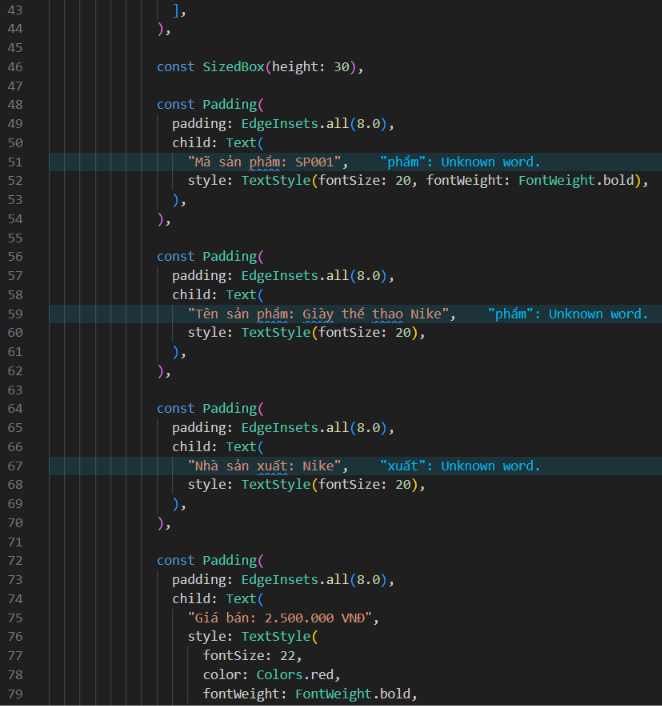 43 ],
44 ),
45
46 const SizedBox(height: 30),
47
48 const Padding(
49 padding: EdgeInsets.all(8.0),
50 child: Text(
51 "Mã sản phẩm: SP001", "phẩm": Unknown word.
52 style: TextStyle(fontSize: 20, fontWeight: FontWeight.bold),
53 ),
54 ),
55
56 const Padding(
57 padding: EdgeInsets.all(8.0),
58 child: Text(
59 "Tên sản phẩm: Giày thể thao Nike", "phẩm": Unknown word.
60 style: TextStyle(fontSize: 20),
61 ),
62 ),
63
64 const Padding(
65 padding: EdgeInsets.all(8.0),
66 child: Text(
67 "Nhà sản xuất: Nike", "xuất": Unknown word.
68 style: TextStyle(fontSize: 20),
69 ),
70 ),
71
72 const Padding(
73 padding: EdgeInsets.all(8.0),
74 child: Text(
75 "Giá bán: 2.500.000 VNĐ",
76 style: TextStyle(
77 fontSize: 22,
78 color: Colors.red,
79 fontWeight: FontWeight.bold,